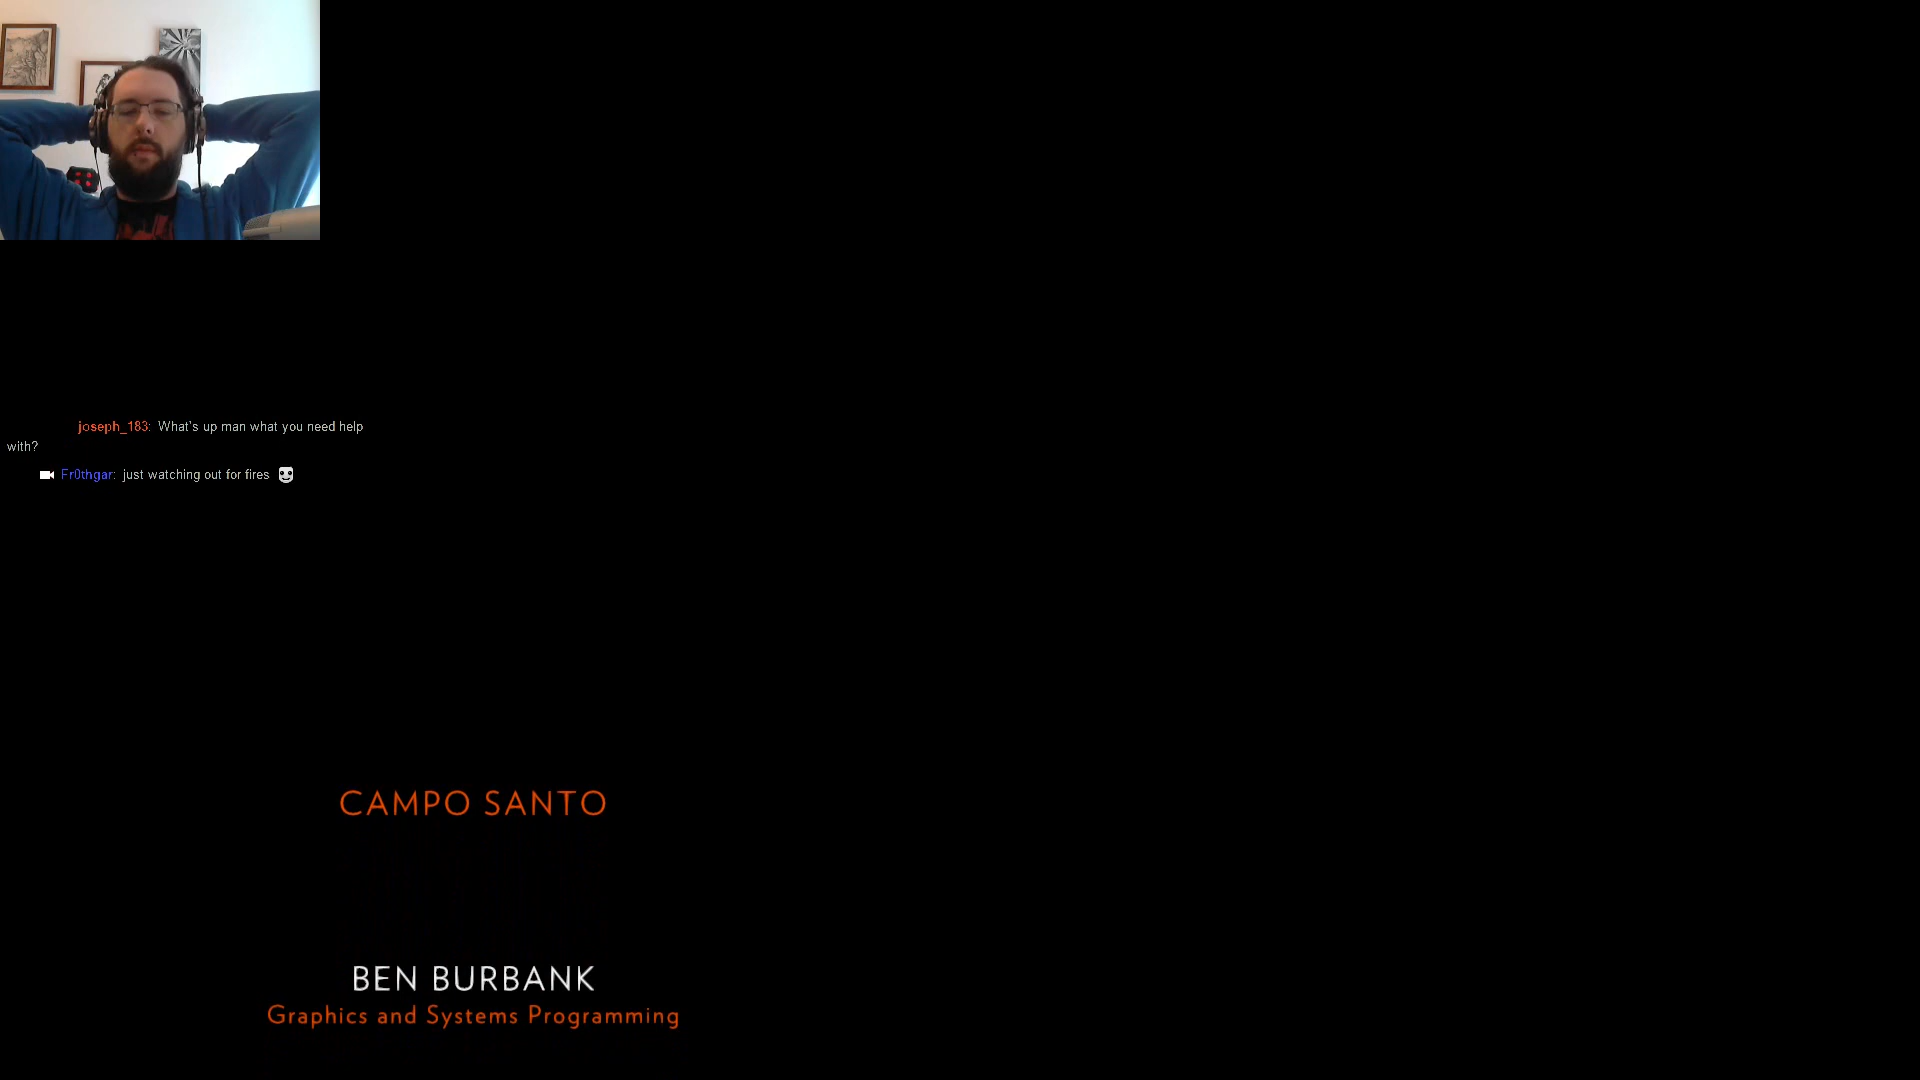 joseph_183: What's up man what you need help
with?
Fr0thgar: just watching out for fires
CAMPO SANTO
BEN BURBANK
Graphics and Systems Programming